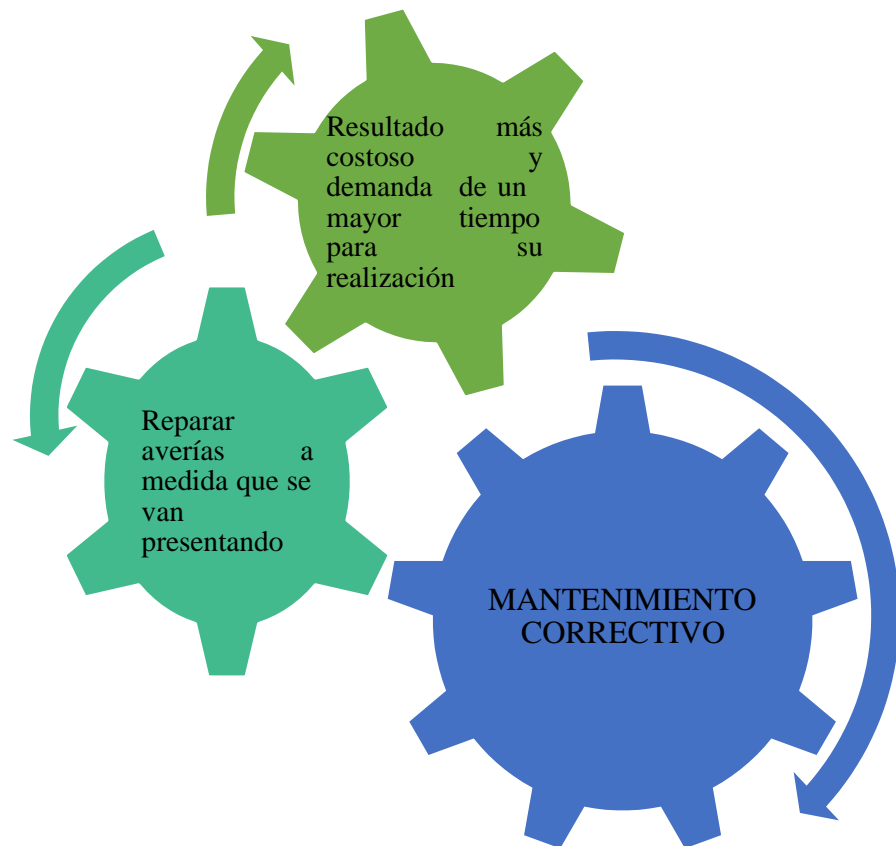 Resultado más
costoso y
demanda de un
mayor tiempo
para su
realización
Reparar
averías a
medida que se
van
presentando
MANTENIMIENTO
CORRECTIVO